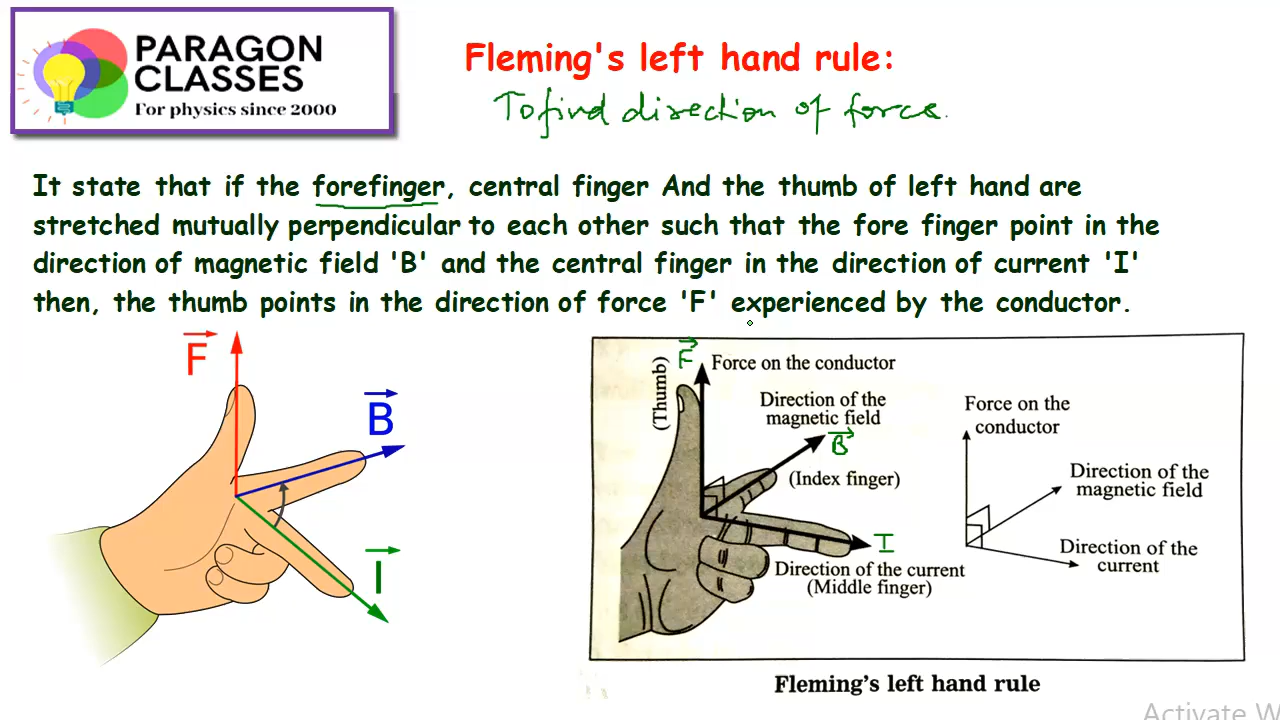 PARAGON
CLASSES
For physics since 2000
Fleming's left hand rule:
To find direction of force.
It state that if the forefinger, central finger And the thumb of left hand are
stretched mutually perpendicular to each other such that the fore finger point in the
direction of magnetic field 'B' and the central finger in the direction of current 'I'
then, the thumb points in the direction of force 'F' experienced by the conductor.
F
B
I
(Thumb)
F
Force on the conductor
Direction of the
magnetic field
B
(Index finger)
I
Direction of the current
(Middle finger)
Force on the
conductor
Direction of the
magnetic field
Direction of the
current
Fleming's left hand rule
Activate W